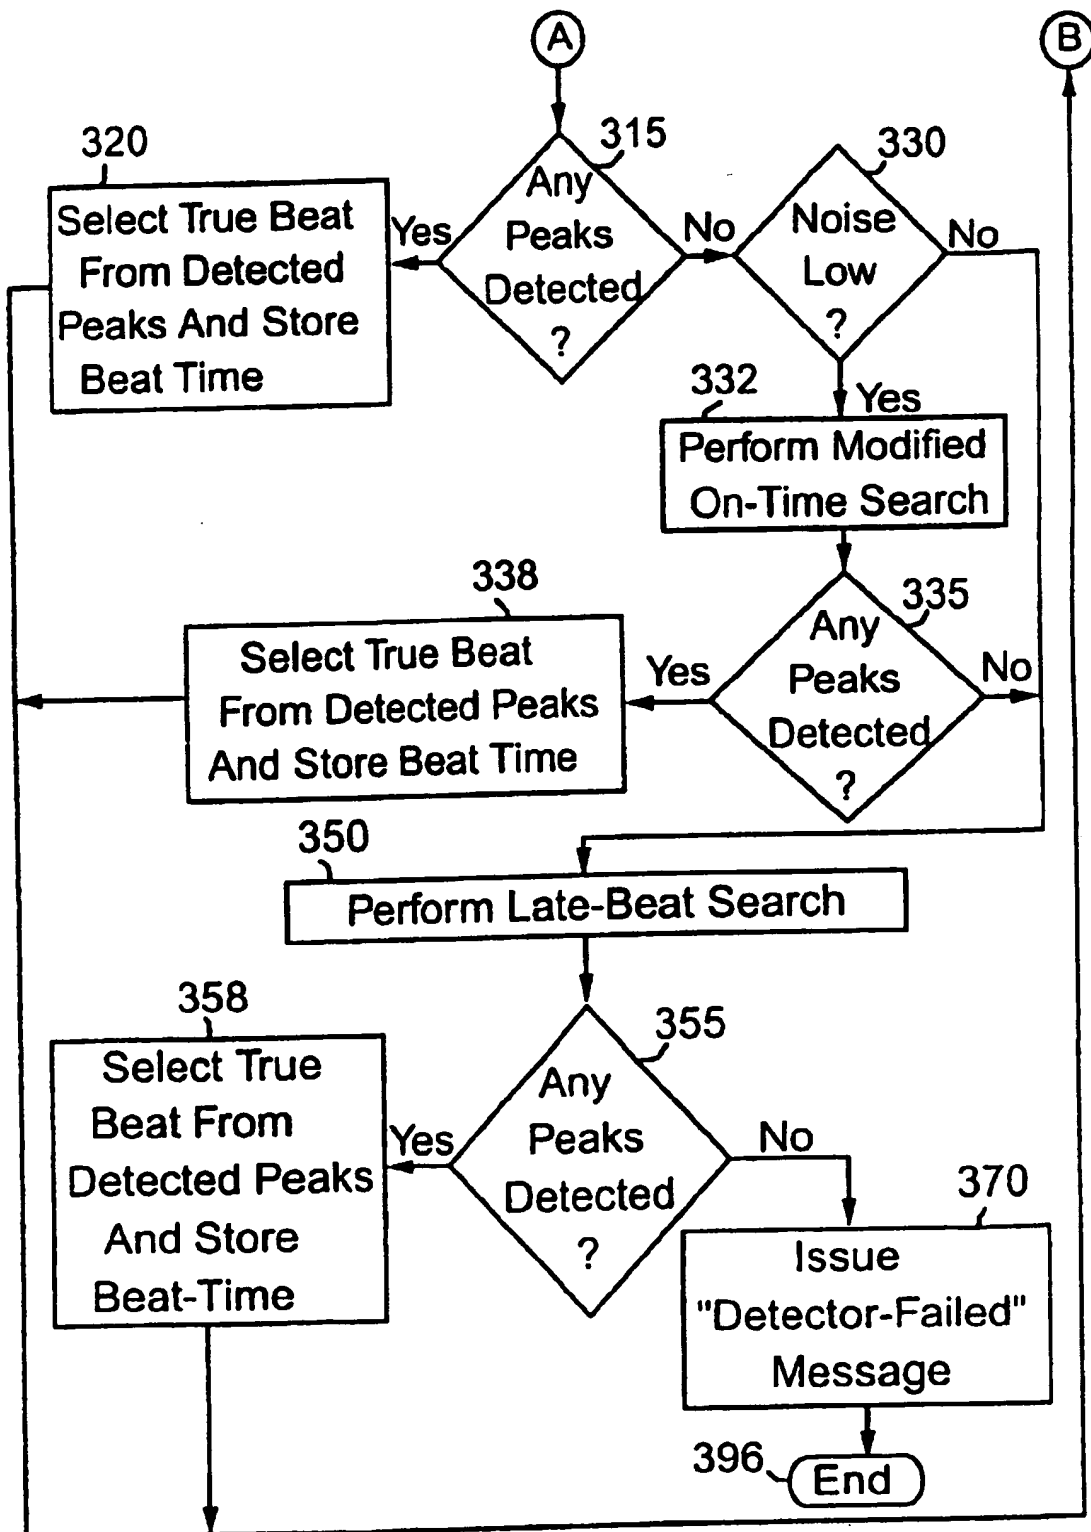 A
B
320
315
330
Select True Beat
From Detected
Peaks And Store
Beat Time
Yes
Any
Peaks
Detected
?
No
Noise
Low
?
No
Yes
332
Perform Modified
On-Time Search
338
335
Select True Beat
From Detected Peaks
And Store Beat Time
Yes
Any
Peaks
Detected
?
No
350
Perform Late-Beat Search
358
355
Select True
Beat From
Detected Peaks
And Store
Beat-Time
Yes
Any
Peaks
Detected
?
No
370
Issue
"Detector-Failed"
Message
396
End